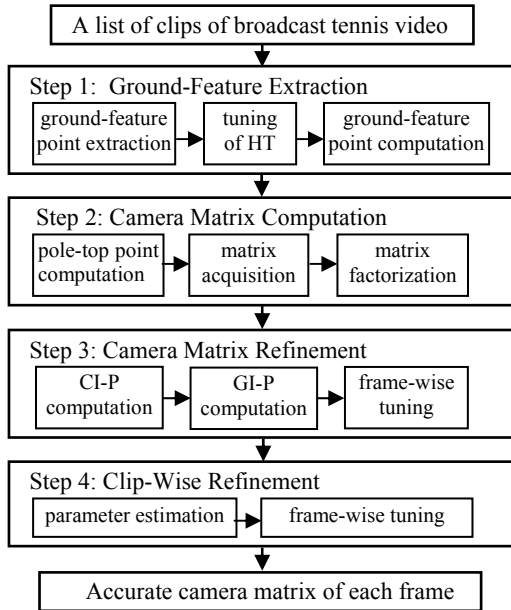 A list of clips of broadcast tennis video
Step 1: Ground-Feature Extraction
ground-feature
point extraction
tuning
of HT
ground-feature
point computation
Step 2: Camera Matrix Computation
pole-top point
computation
matrix
acquisition
matrix
factorization
Step 3: Camera Matrix Refinement
CI-P
computation
GI-P
computation
frame-wise
tuning
Step 4: Clip-Wise Refinement
parameter estimation
frame-wise tuning
Accurate camera matrix of each frame